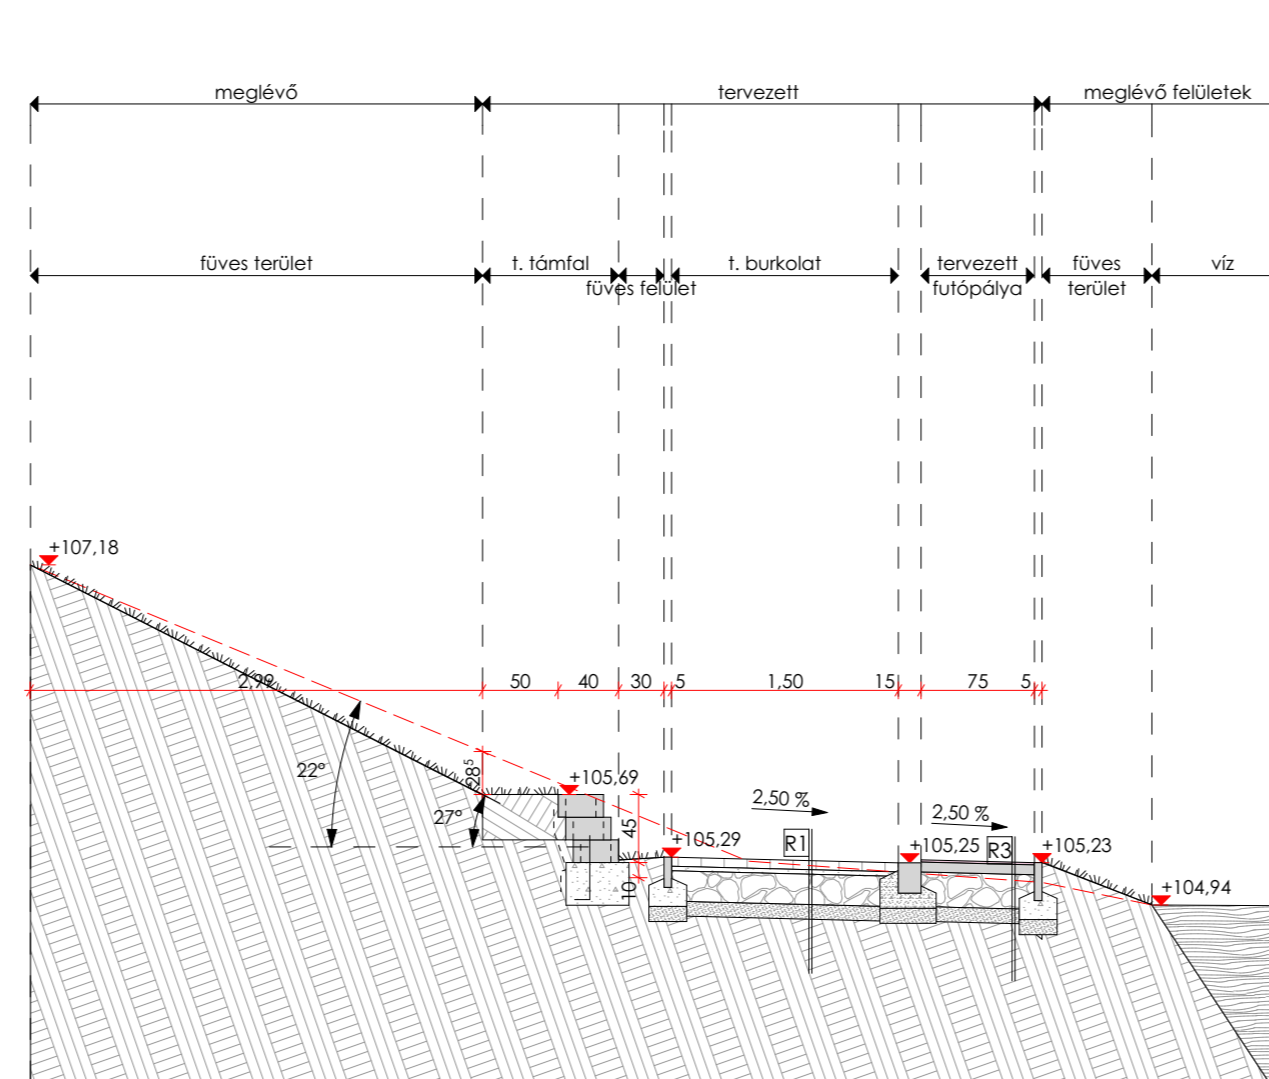 meglévő
tervezett
meglévő felületek
füves terület
t. támfal
füves felület
t. burkolat
tervezett
futópálya
füves
terület
víz
+107,18
2,99
50
40
30
5
1,50
15
75
5
22°
27°
28⁵
+105,69
45
10
+105,29
2,50 %
R1
+105,25
2,50 %
R3
+105,23
+104,94